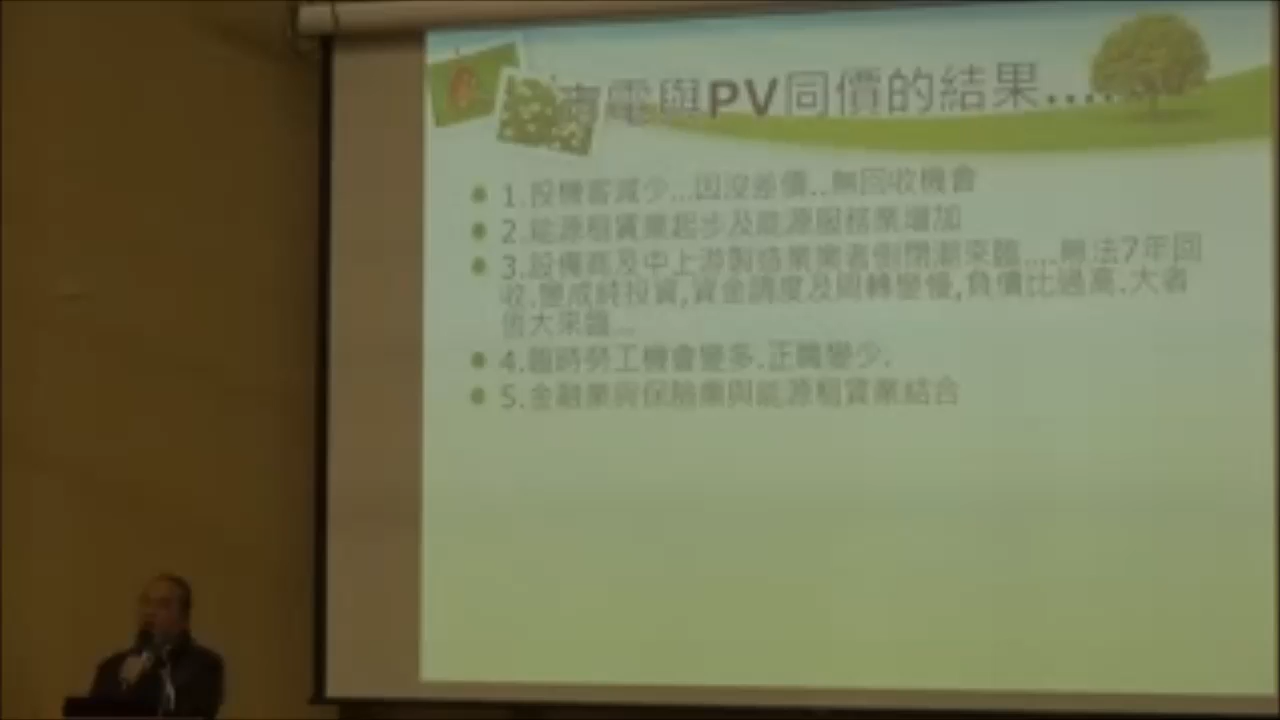 市電與PV同價的結果.....
1.投機客減少...因沒差價..無回收機會
2.能源租賃業起步及能源服務業增加
3.設備商及中上游製造業業者倒閉潮來臨....無法7年回
收.變成純投資,資金調度及周轉變慢,負債比過高.大者
恆大來臨...
4.臨時勞工機會變多.正職變少.
5.金融業與保險業與能源租賃業結合